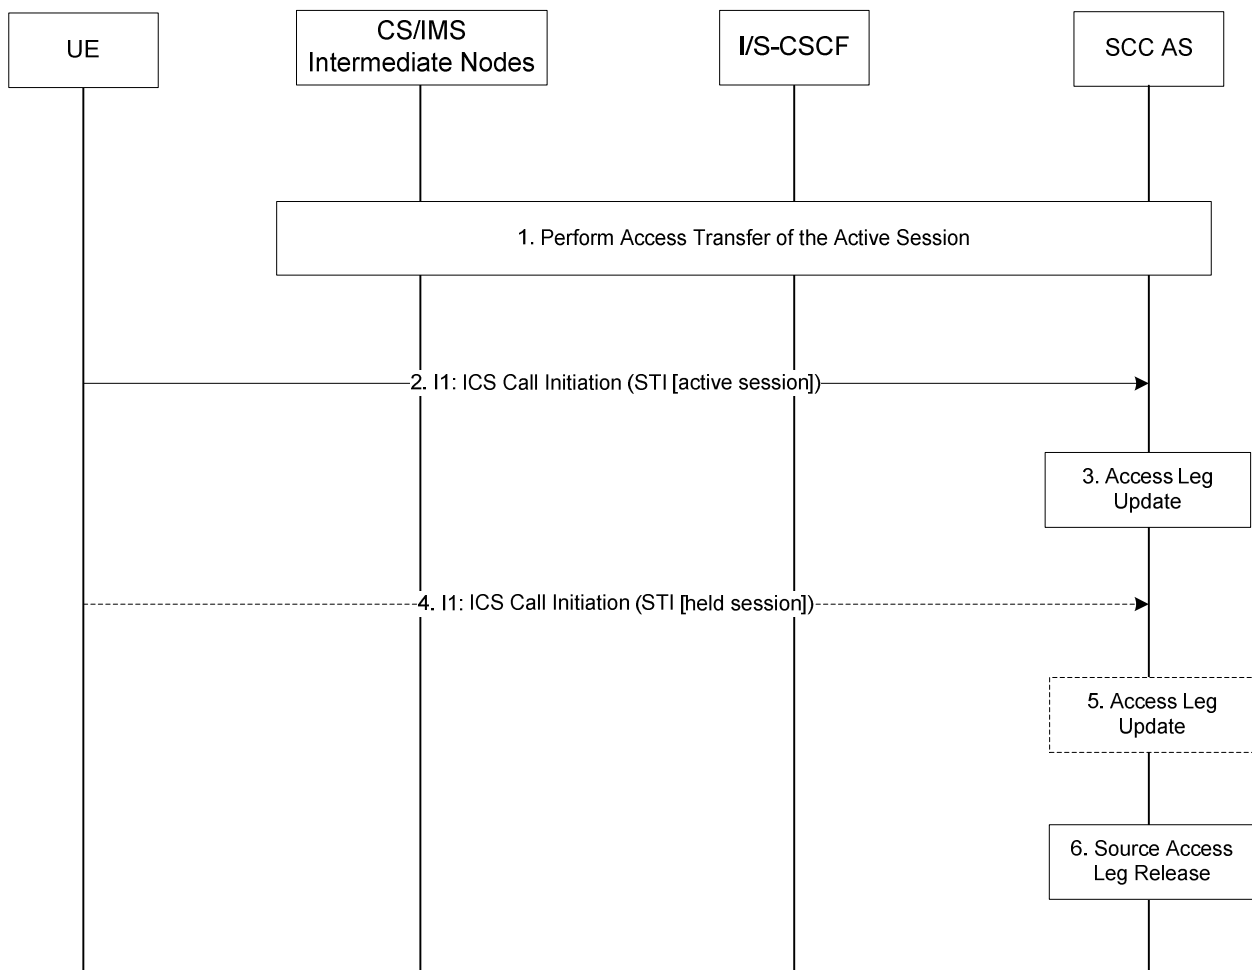 UE
CS/IMS
Intermediate Nodes
I/S-CSCF
SCC AS
1. Perform Access Transfer of the Active Session
2. I1: ICS Call Initiation (STI [active session])
3. Access Leg
Update
4. I1: ICS Call Initiation (STI [held session])
5. Access Leg
Update
6. Source Access
Leg Release